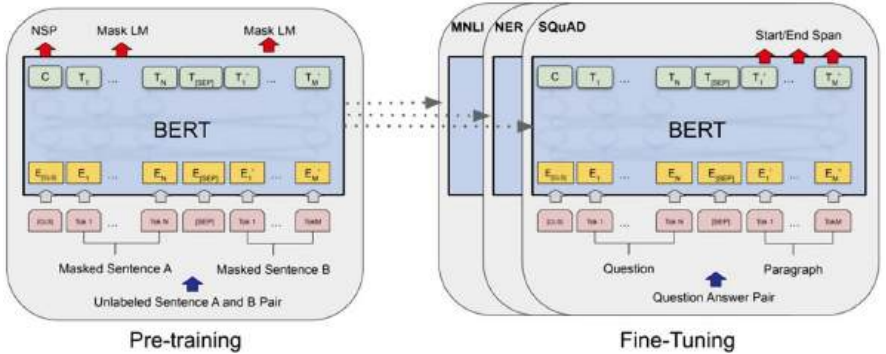 NSP Mask LM Mask LM
C T1 ... TN T[SEP] T1' ... TM'
BERT
E[CLS] E1 ... EN E[SEP] E1' ... EM'
[CLS] Tok 1 ... Tok N [SEP] Tok 1 ... TokM
Masked Sentence A Masked Sentence B
Unlabeled Sentence A and B Pair
Pre-training
MNLI NER SQuAD
Start/End Span
C T1 ... TN T[SEP] T1' ... TM'
BERT
E[CLS] E1 ... EN E[SEP] E1' ... EM'
[CLS] Tok 1 ... Tok N [SEP] Tok 1 ... TokM
Question Paragraph
Question Answer Pair
Fine-Tuning